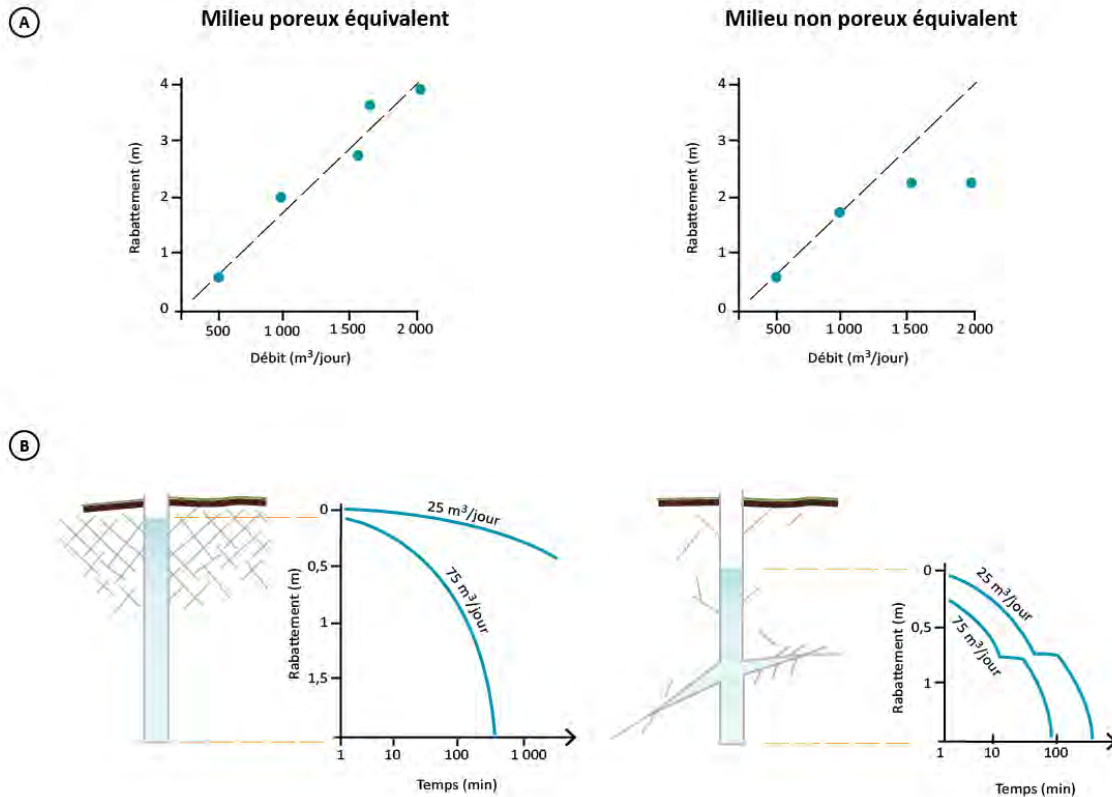 A
Milieu poreux équivalent
Milieu non poreux équivalent
Rabattement (m)
4
3
2
1
0
500
1 000
1 500
2 000
Débit (m³/jour)
Rabattement (m)
4
3
2
1
0
500
1 000
1 500
2 000
Débit (m³/jour)
B
Rabattement (m)
0
0,5
1
1,5
25 m³/jour
75 m³/jour
1
10
100
1 000
Temps (min)
Rabattement (m)
0
0,5
1
25 m³/jour
75 m³/jour
1
10
100
Temps (min)